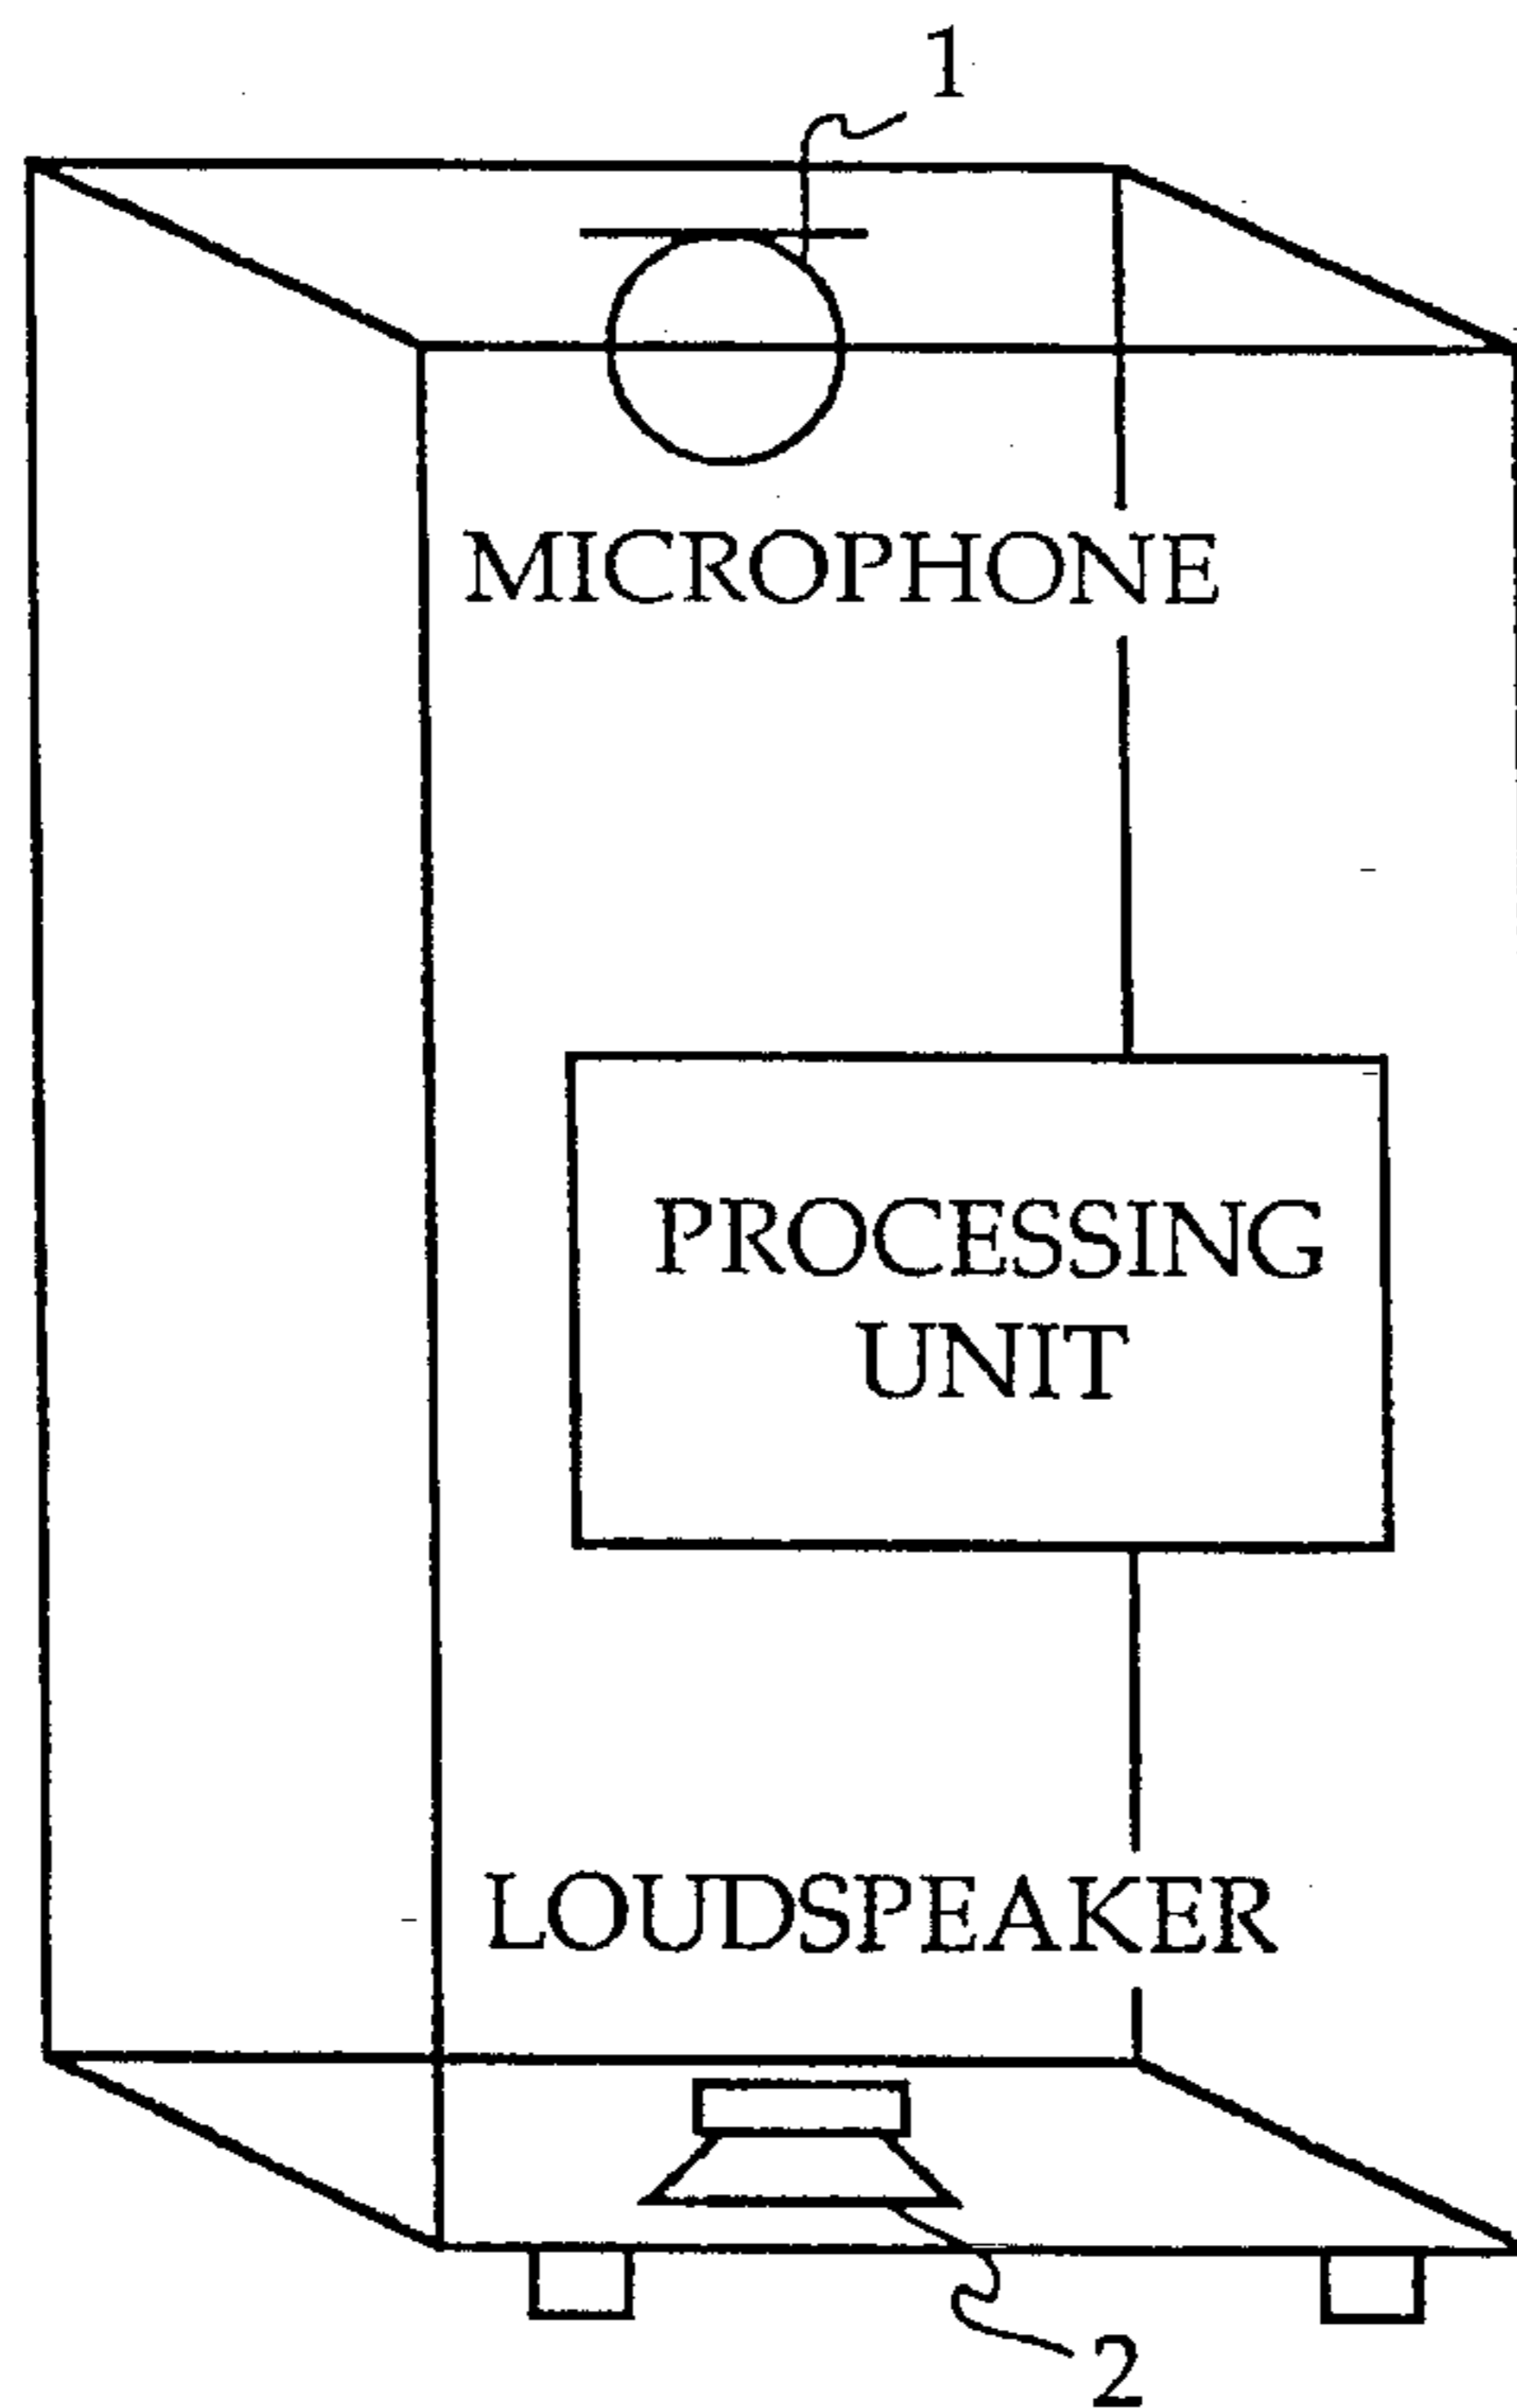 1
MICROPHONE
PROCESSING
UNIT
LOUDSPEAKER
2